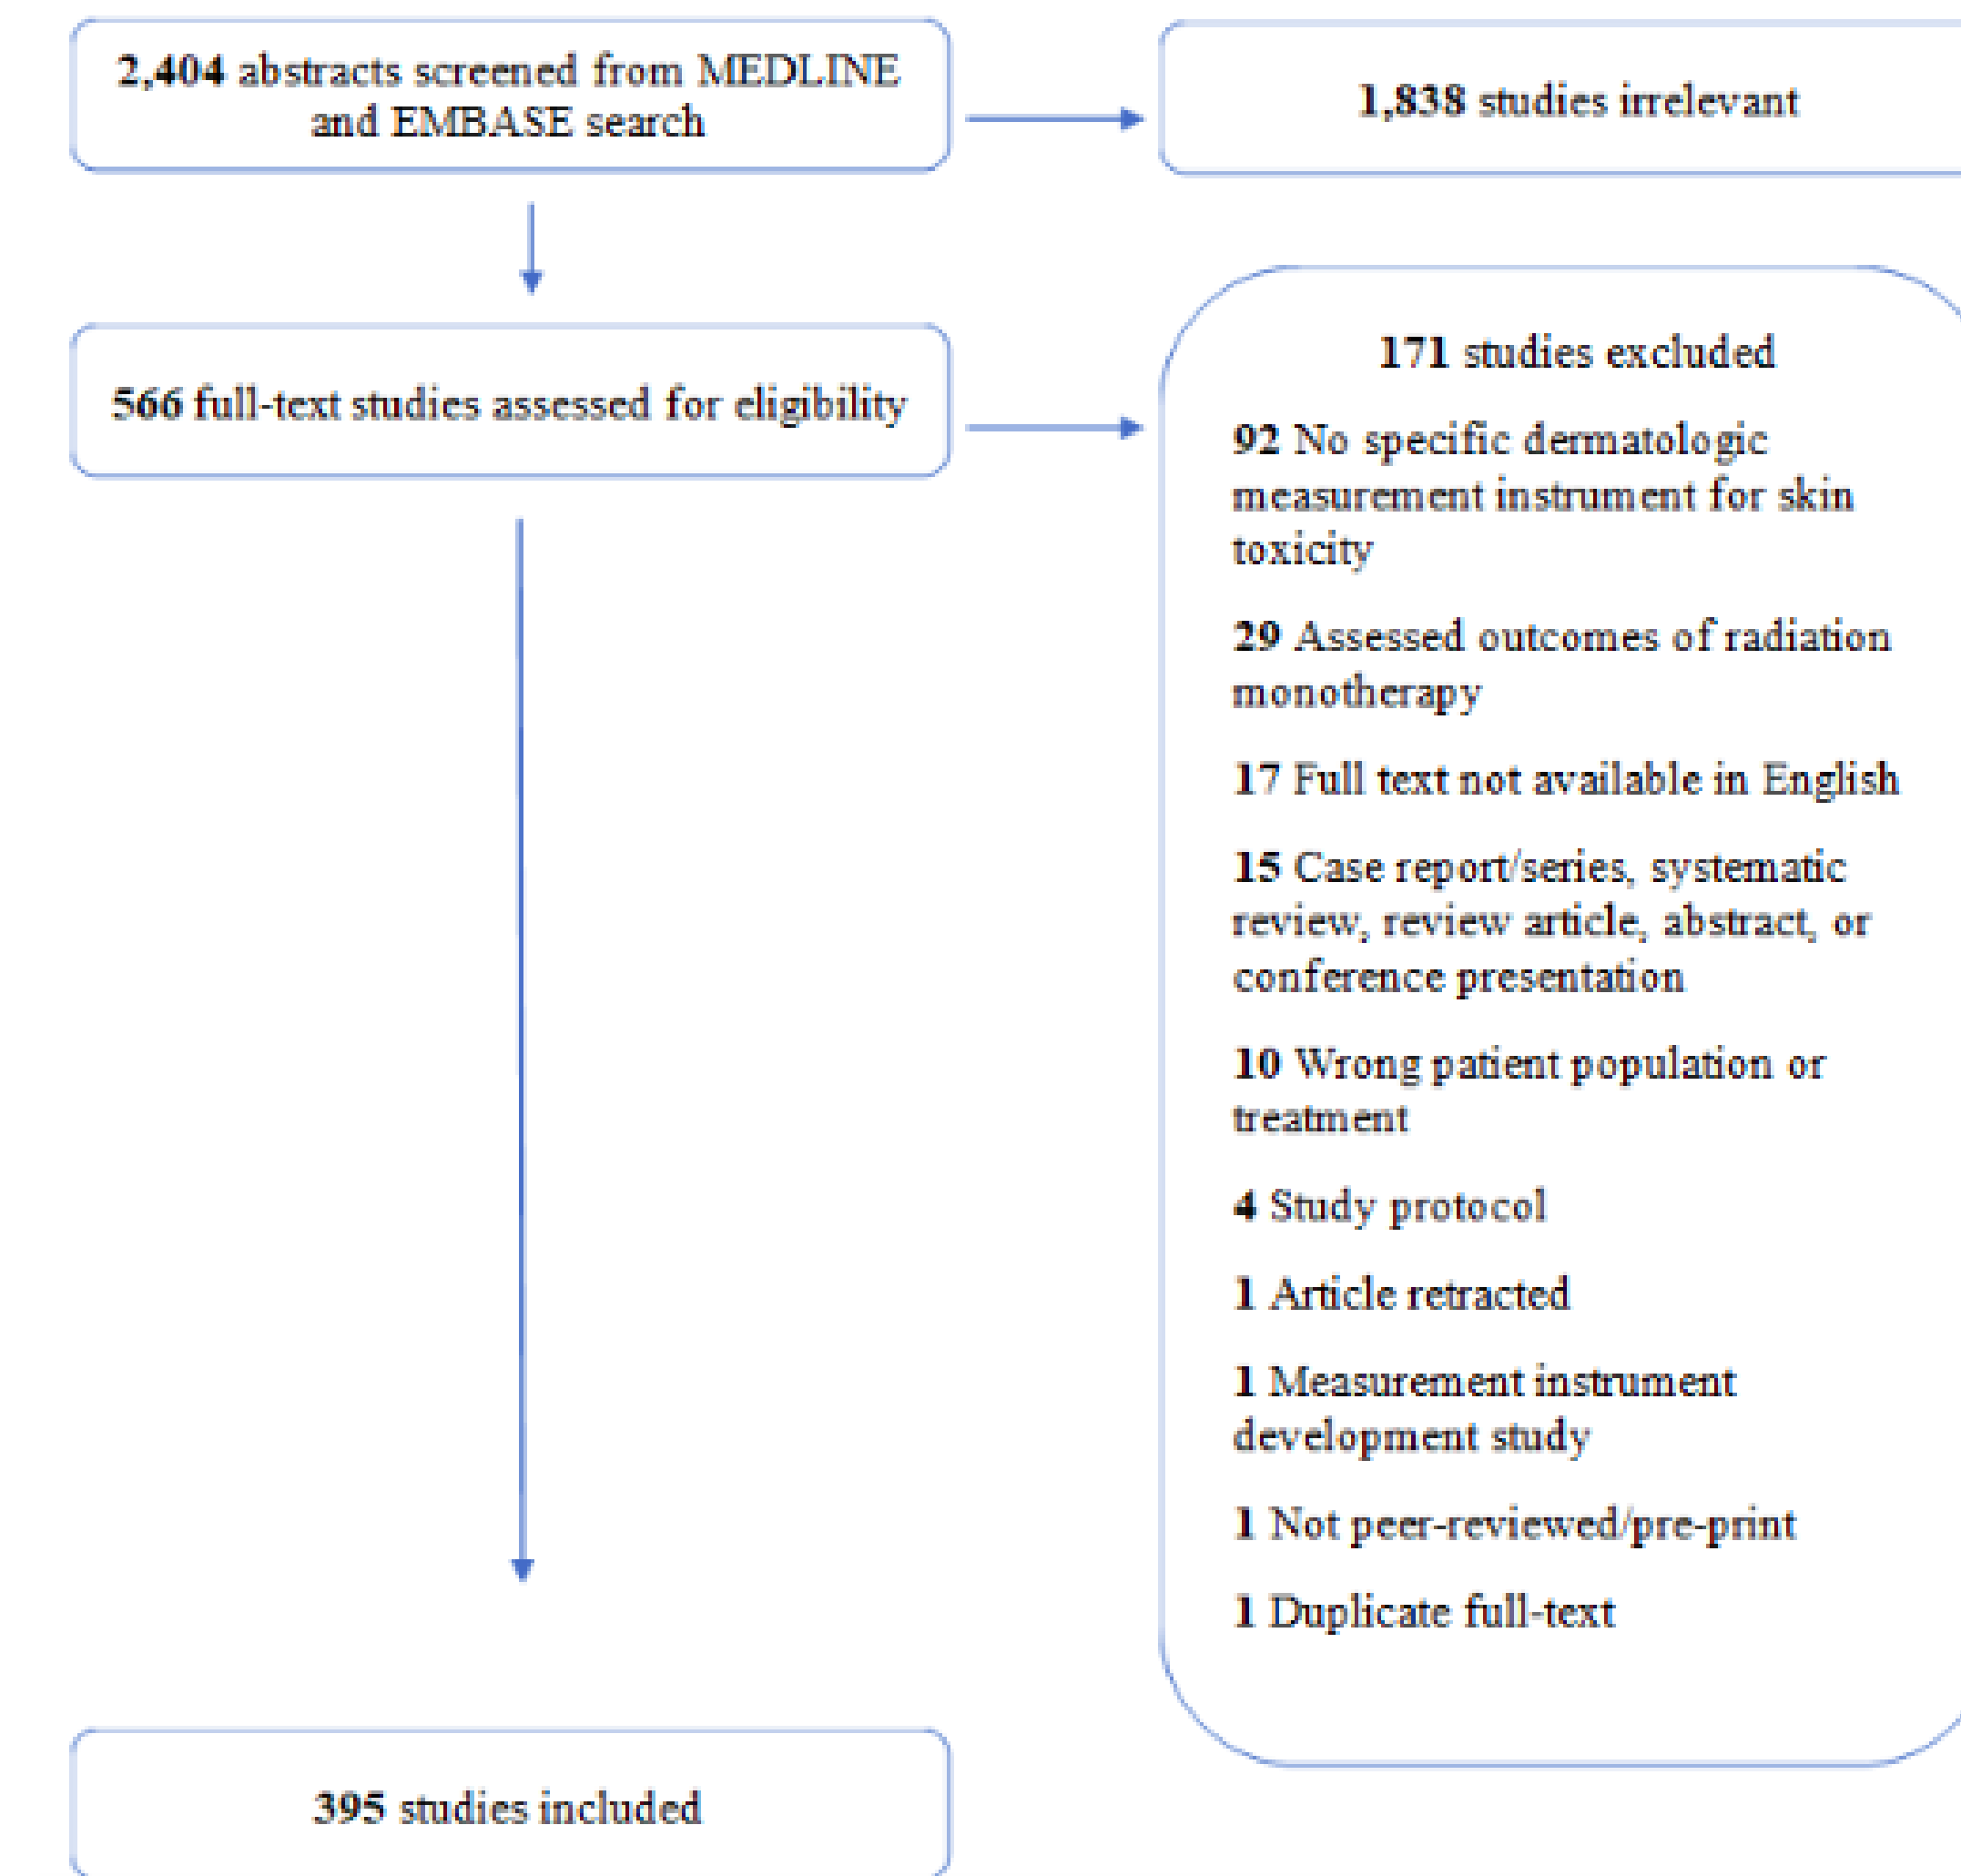 2,404 abstracts screened from MEDLINE
and EMBASE search
1,838 studies irrelevant
566 full-text studies assessed for eligibility
171 studies excluded
92 No specific dermatologic
measurement instrument for skin
toxicity
29 Assessed outcomes of radiation
monotherapy
17 Full text not available in English
15 Case report/series, systematic
review, review article, abstract, or
conference presentation
10 Wrong patient population or
treatment
4 Study protocol
1 Article retracted
1 Measurement instrument
development study
1 Not peer-reviewed/pre-print
1 Duplicate full-text
395 studies included